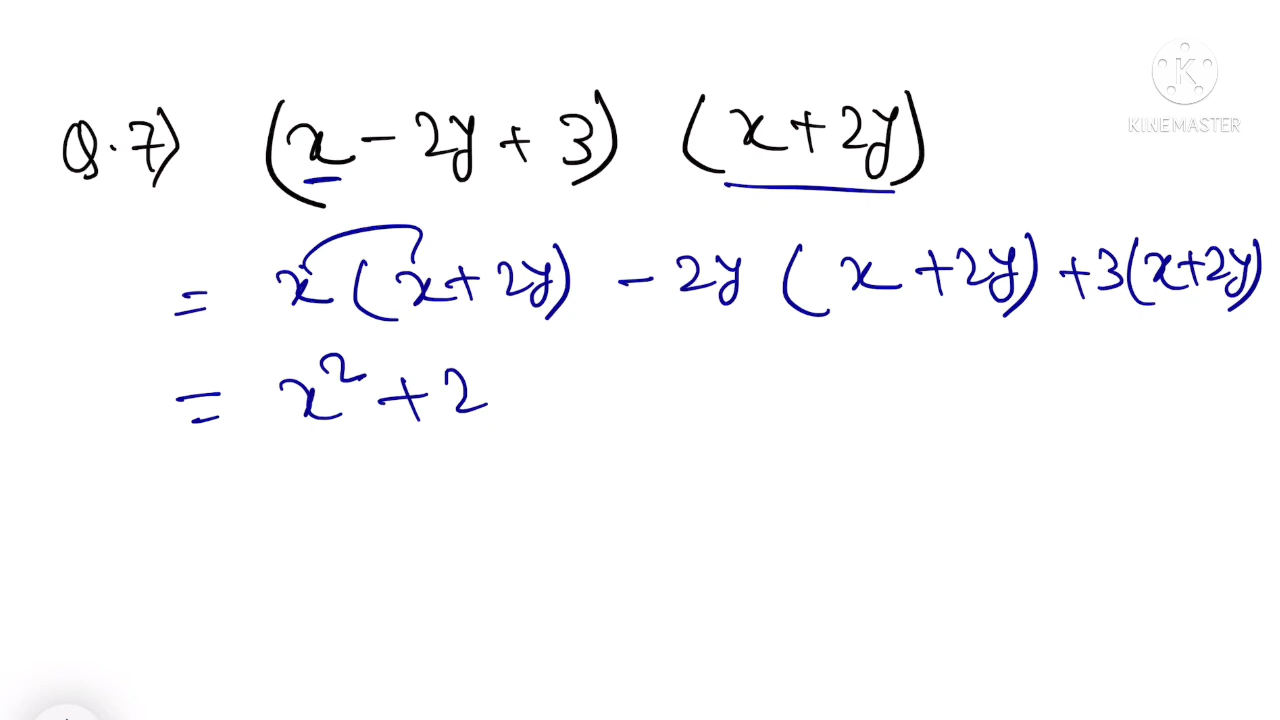 Q.7) (x - 2y + 3) (x + 2y)
= x (x + 2y) - 2y (x + 2y) + 3(x + 2y)
= x² + 2
K
KINEMASTER